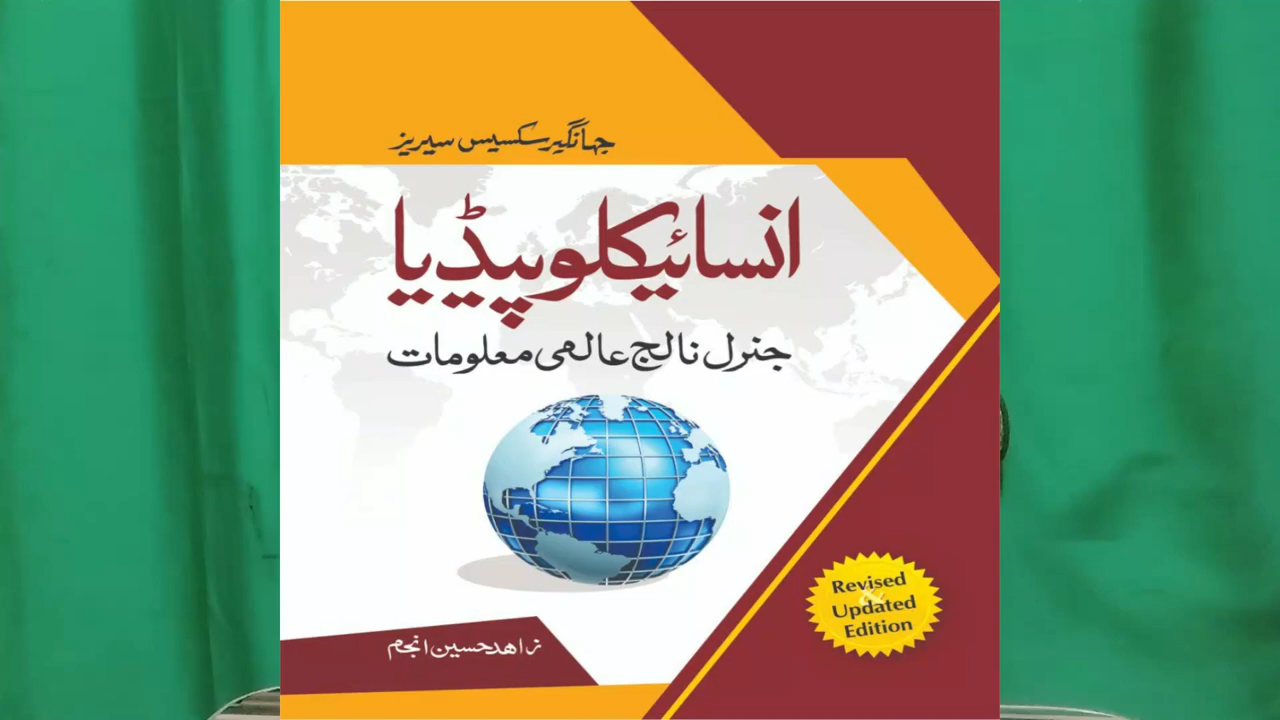 جہانگیر سکسیس سیریز
انسائیکلوپیڈیا
جنرل نالج عالمی معلومات
Revised
&
Updated
Edition
زاھد حسین انجم